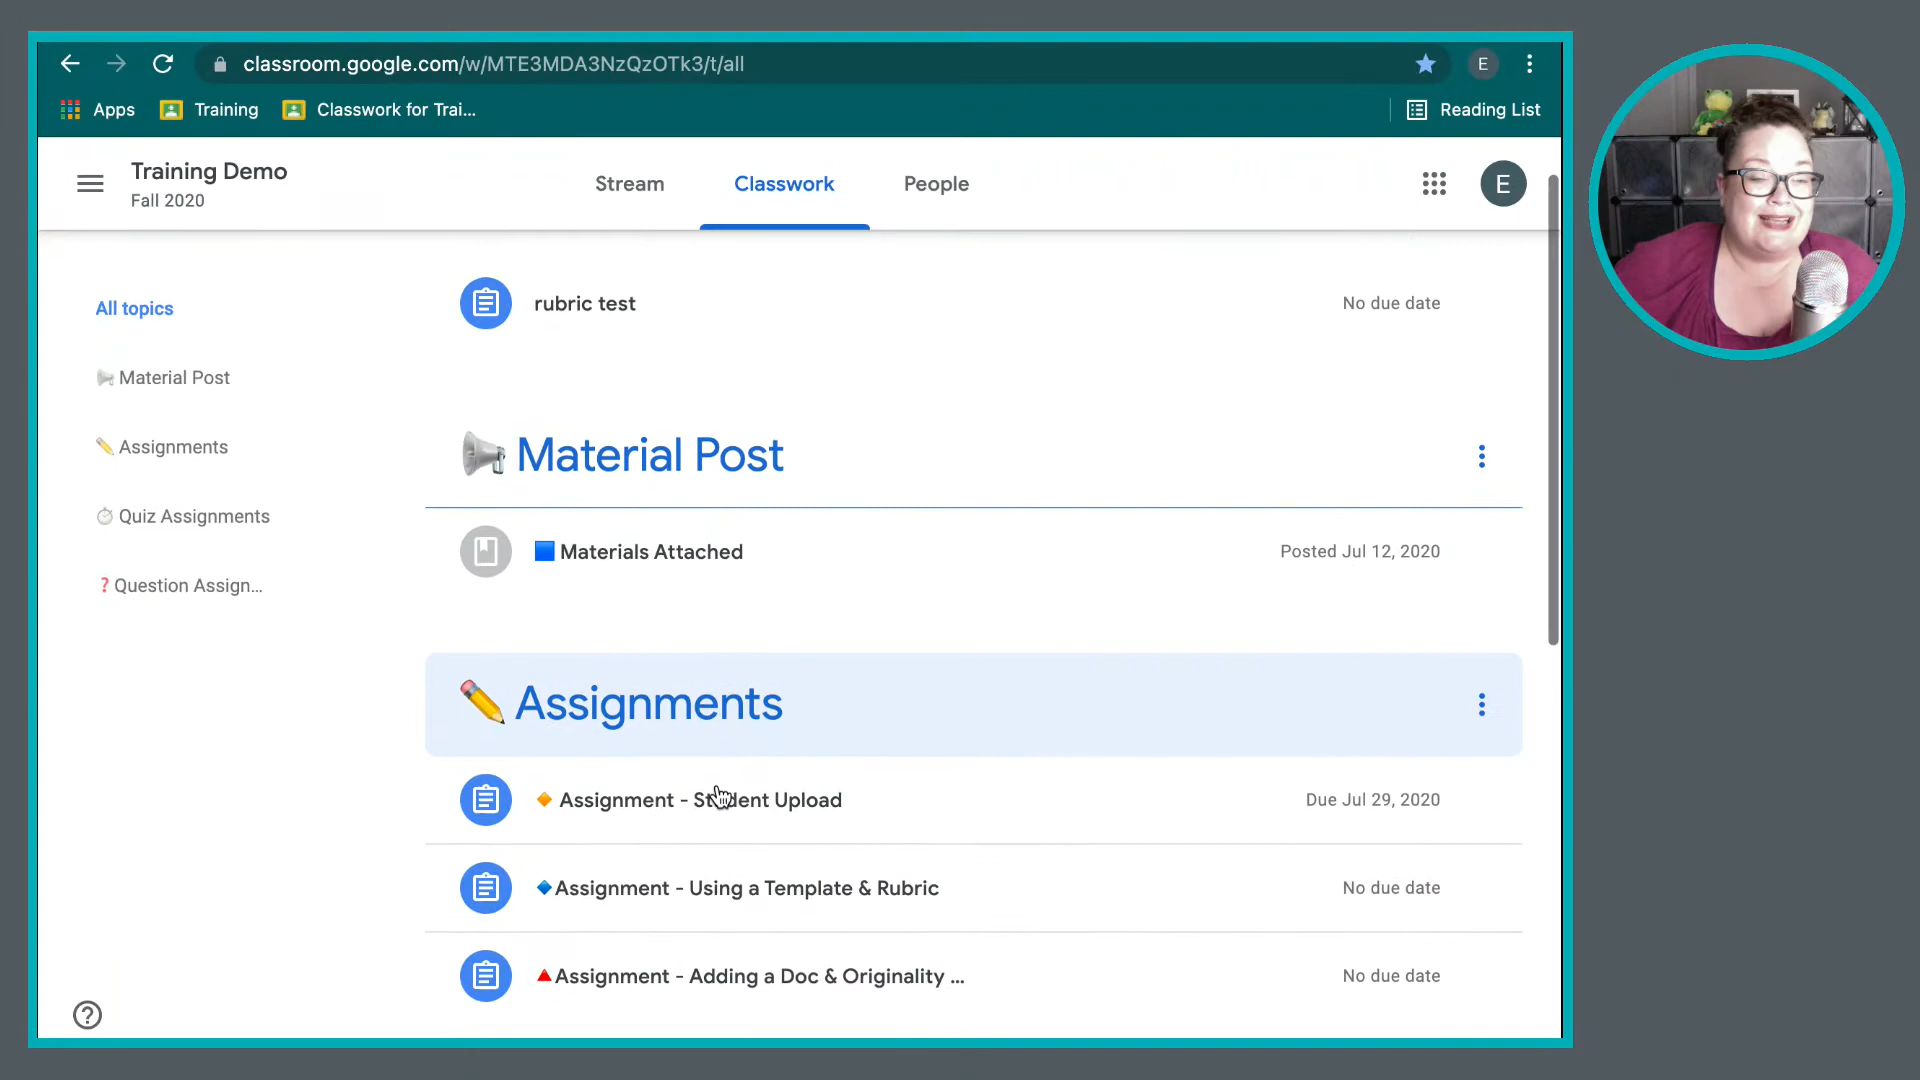 classroom.google.com/w/MTE3MDA3NzQzOTk3/t/all
E
Apps
Training
Classwork for Trai...
Reading List
Training Demo
Fall 2020
Stream
Classwork
People
E
All topics
Material Post
Assignments
Quiz Assignments
Question Assign...
rubric test
No due date
Material Post
Materials Attached
Posted Jul 12, 2020
Assignments
Assignment - Student Upload
Due Jul 29, 2020
Assignment - Using a Template & Rubric
No due date
Assignment - Adding a Doc & Originality ...
No due date